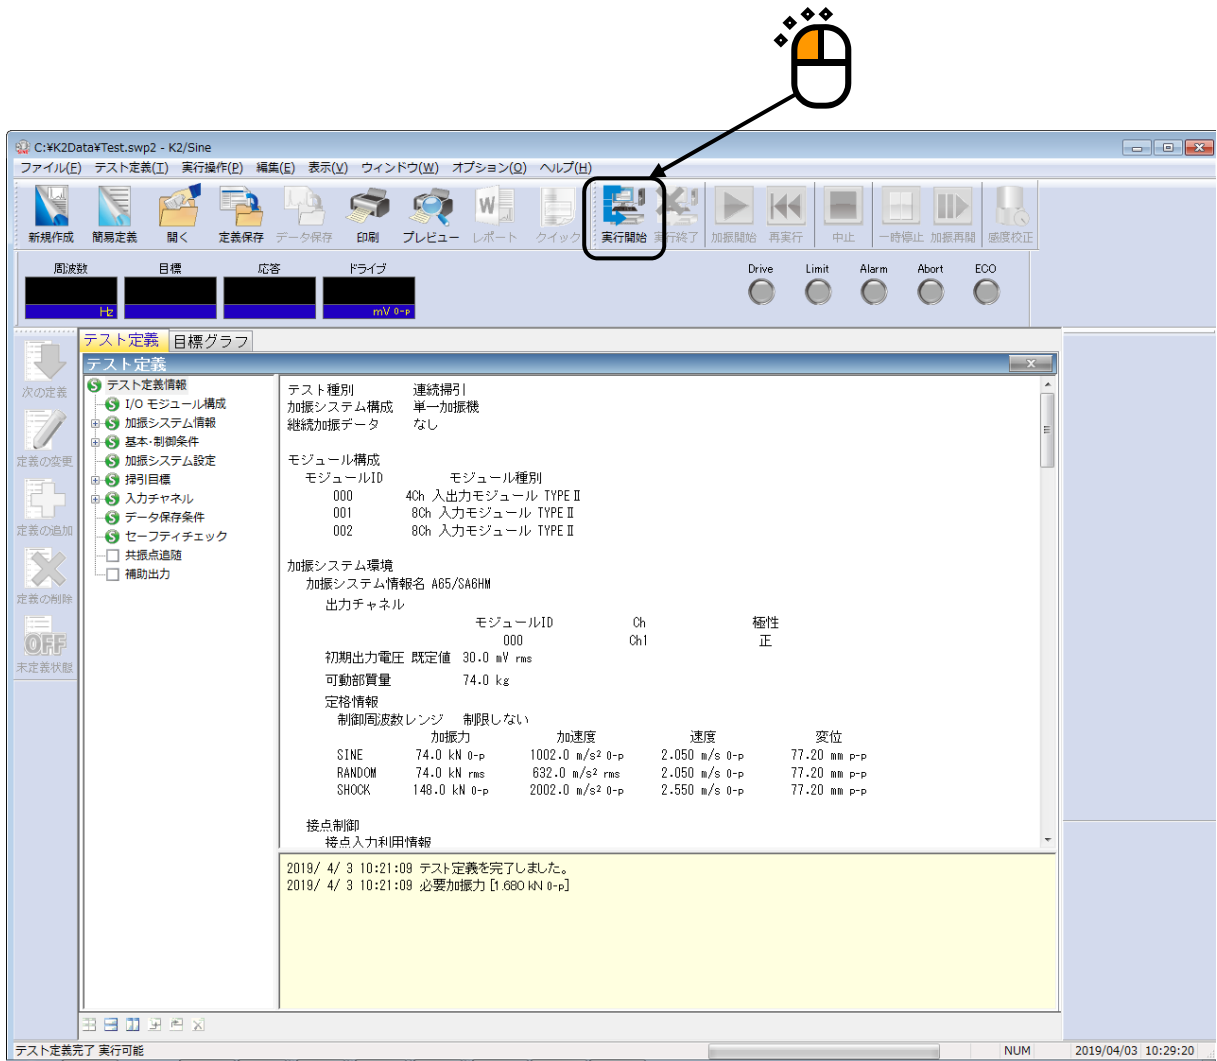 C:¥K2Data¥Test.swp2 - K2/Sine
ファイル(F) テスト定義(T) 実行操作(P) 編集(E) 表示(V) ウィンドウ(W) オプション(O) ヘルプ(H)
新規作成 簡易定義 開く 定義保存 データ保存 印刷 プレビュー レポート クイック 実行開始 実行終了 加振開始 再実行 中止 一時停止 加振再開 感度校正
周波数 目標 応答 ドライブ Drive Limit Alarm Abort ECO
Hz mV 0-p
テスト定義 目標グラフ
テスト定義
次の定義
定義の変更
定義の追加
定義の削除
OFF
未定義状態
テスト定義情報
I/O モジュール構成
加振システム情報
基本・制御条件
加振システム設定
掃引目標
入力チャネル
データ保存条件
セーフティチェック
共振点追随
補助出力
テスト種別 連続掃引
加振システム構成 単一加振機
継続加振データ なし
モジュール構成
モジュールID モジュール種別
000 4Ch 入出力モジュール TYPEⅡ
001 8Ch 入力モジュール TYPEⅡ
002 8Ch 入力モジュール TYPEⅡ
加振システム環境
加振システム情報名 A65/SA6HM
出力チャネル
モジュールID Ch 極性
000 Ch1 正
初期出力電圧 既定値 30.0 mV rms
可動部質量 74.0 kg
定格情報
制御周波数レンジ 制限しない
加振力 加速度 速度 変位
SINE 74.0 kN 0-p 1002.0 m/s² 0-p 2.050 m/s 0-p 77.20 mm p-p
RANDOM 74.0 kN rms 632.0 m/s² rms 2.050 m/s 0-p 77.20 mm p-p
SHOCK 148.0 kN 0-p 2002.0 m/s² 0-p 2.550 m/s 0-p 77.20 mm p-p
接点制御
接点入力利用情報
2019/ 4/ 3 10:21:09 テスト定義を完了しました。
2019/ 4/ 3 10:21:09 必要加振力 [1.680 kN 0-p]
テスト定義完了 実行可能 NUM 2019/04/03 10:29:20